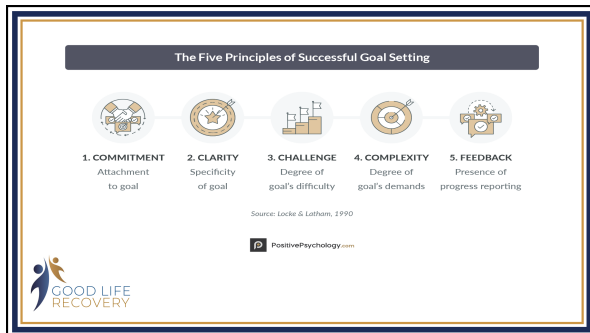 The Five Principles of Successful Goal Setting
1. COMMITMENT
Attachment
to goal
2. CLARITY
Specificity
of goal
3. CHALLENGE
Degree of
goal's difficulty
4. COMPLEXITY
Degree of
goal's demands
5. FEEDBACK
Presence of
progress reporting
Source: Locke & Latham, 1990
PositivePsychology.com
GOOD LIFE
RECOVERY